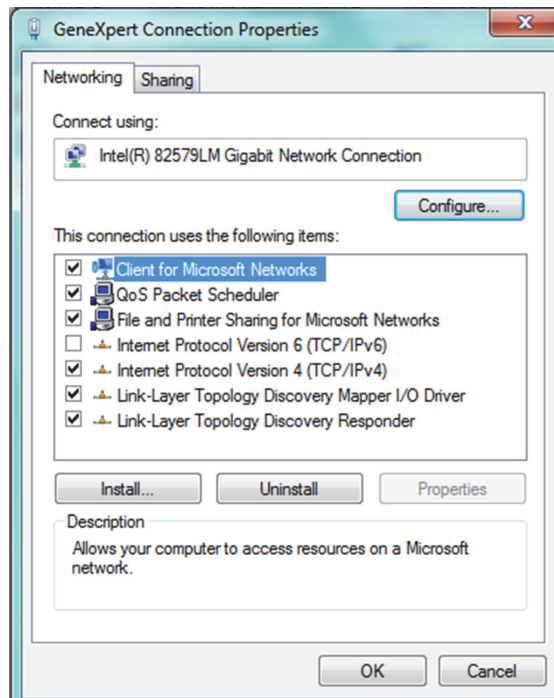 GeneXpert Connection Properties
Networking
Sharing
Connect using:
Intel(R) 82579LM Gigabit Network Connection
Configure...
This connection uses the following items:
Client for Microsoft Networks
QoS Packet Scheduler
File and Printer Sharing for Microsoft Networks
Internet Protocol Version 6 (TCP/IPv6)
Internet Protocol Version 4 (TCP/IPv4)
Link-Layer Topology Discovery Mapper I/O Driver
Link-Layer Topology Discovery Responder
Install...
Uninstall
Properties
Description
Allows your computer to access resources on a Microsoft
network.
OK
Cancel